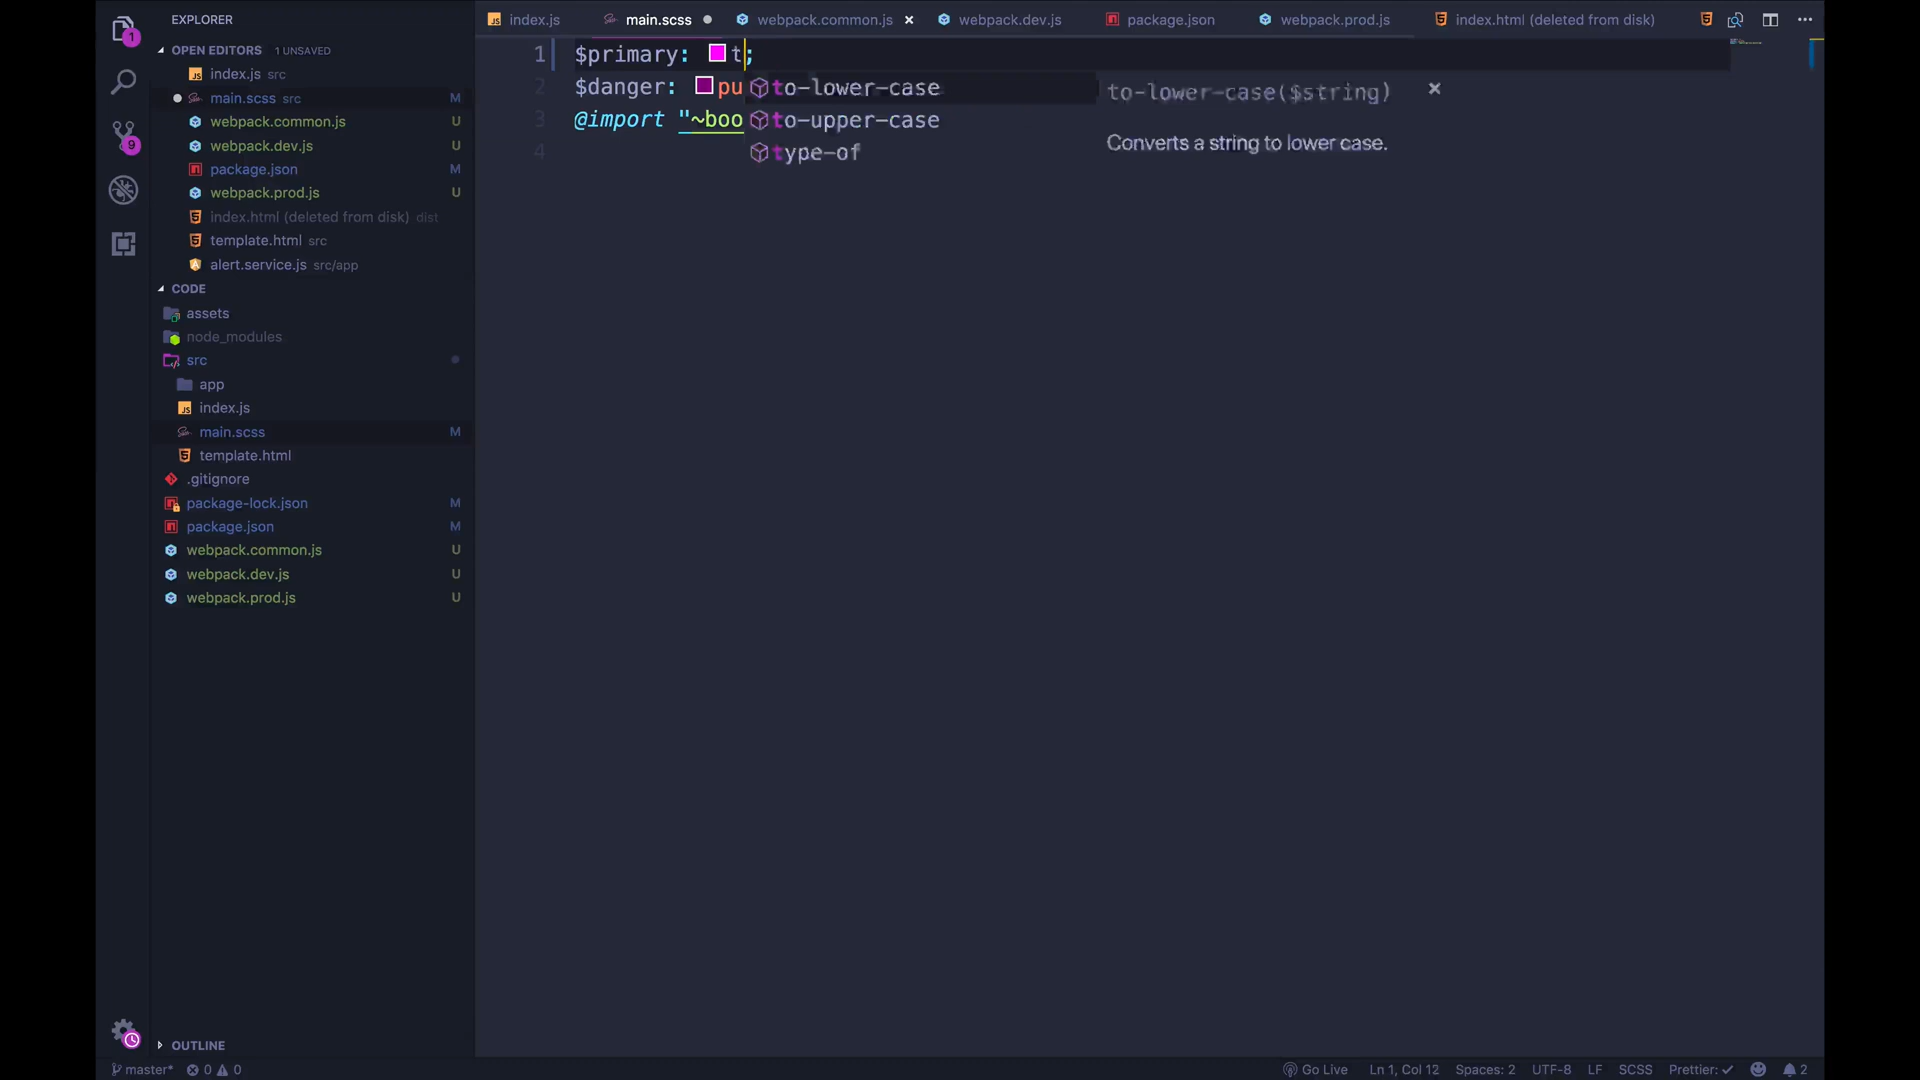 EXPLORER
OPEN EDITORS 1 UNSAVED
index.js src
main.scss src M
webpack.common.js U
webpack.dev.js U
package.json M
webpack.prod.js U
index.html (deleted from disk) dist
template.html src
alert.service.js src/app
CODE
assets
node_modules
src
app
index.js
main.scss M
template.html
.gitignore
package-lock.json M
package.json M
webpack.common.js U
webpack.dev.js U
webpack.prod.js U
OUTLINE
1
9
index.js main.scss webpack.common.js webpack.dev.js package.json webpack.prod.js index.html (deleted from disk)
1 $primary: t;
2 $danger: pu
3 @import "~boo
4
to-lower-case
to-upper-case
type-of
to-lower-case($string)
Converts a string to lower case.
master* 0 0 Go Live Ln 1, Col 12 Spaces: 2 UTF-8 LF SCSS Prettier: ✓ 2